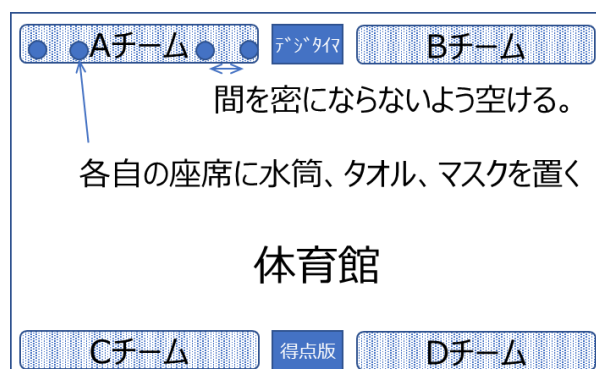 Aチーム
デジタイマ
Bチーム
間を密にならないよう空ける。
各自の座席に水筒、タオル、マスクを置く
体育館
Cチーム
得点版
Dチーム